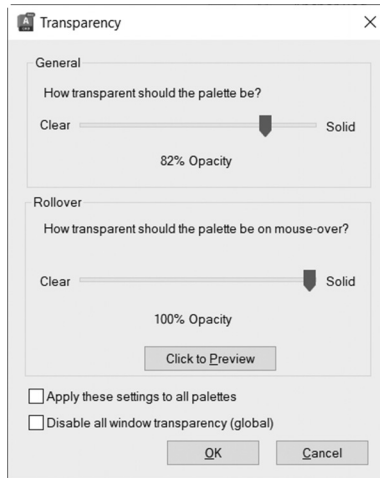 Transparency
General
How transparent should the palette be?
Clear Solid
82% Opacity
Rollover
How transparent should the palette be on mouse-over?
Clear Solid
100% Opacity
Click to Preview
Apply these settings to all palettes
Disable all window transparency (global)
OK Cancel